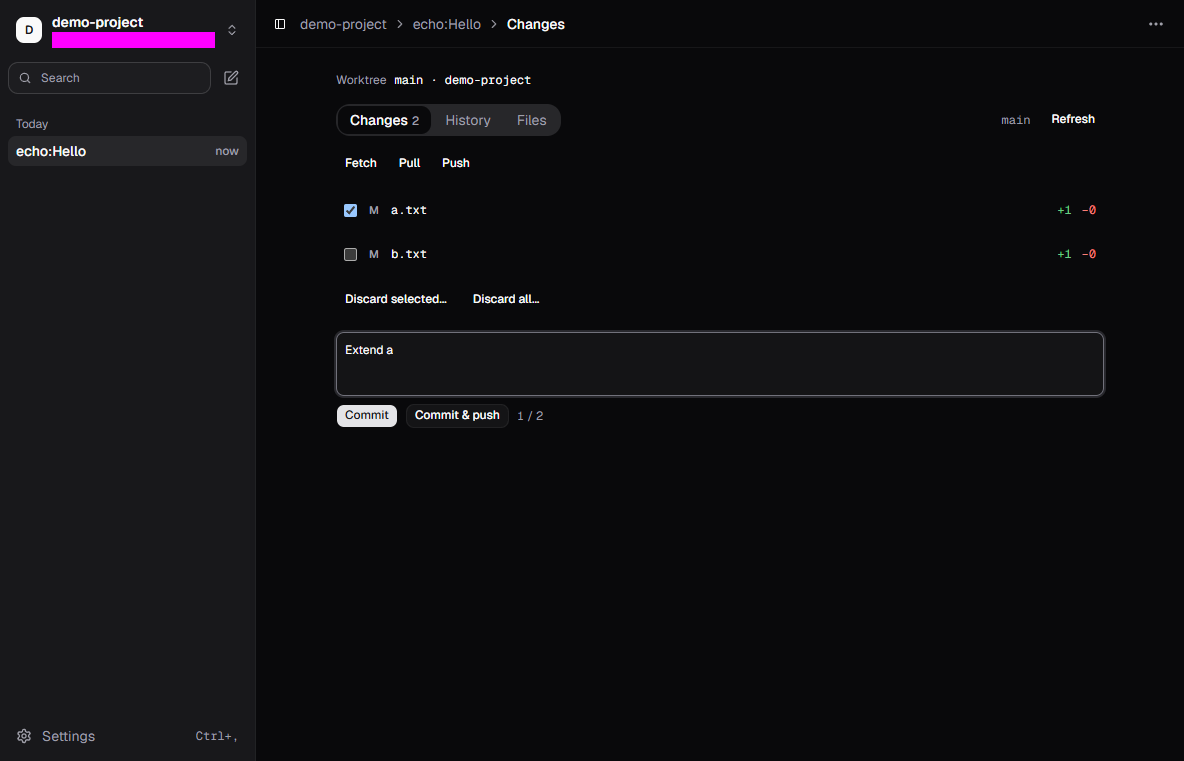 D
demo-project
Search
Today
echo:Hello now
Settings Ctrl+,
demo-project > echo:Hello > Changes
Worktree main · demo-project
Changes 2 History Files main Refresh
Fetch Pull Push
M a.txt +1 −0
M b.txt +1 −0
Discard selected… Discard all…
Extend a
Commit Commit & push 1 / 2